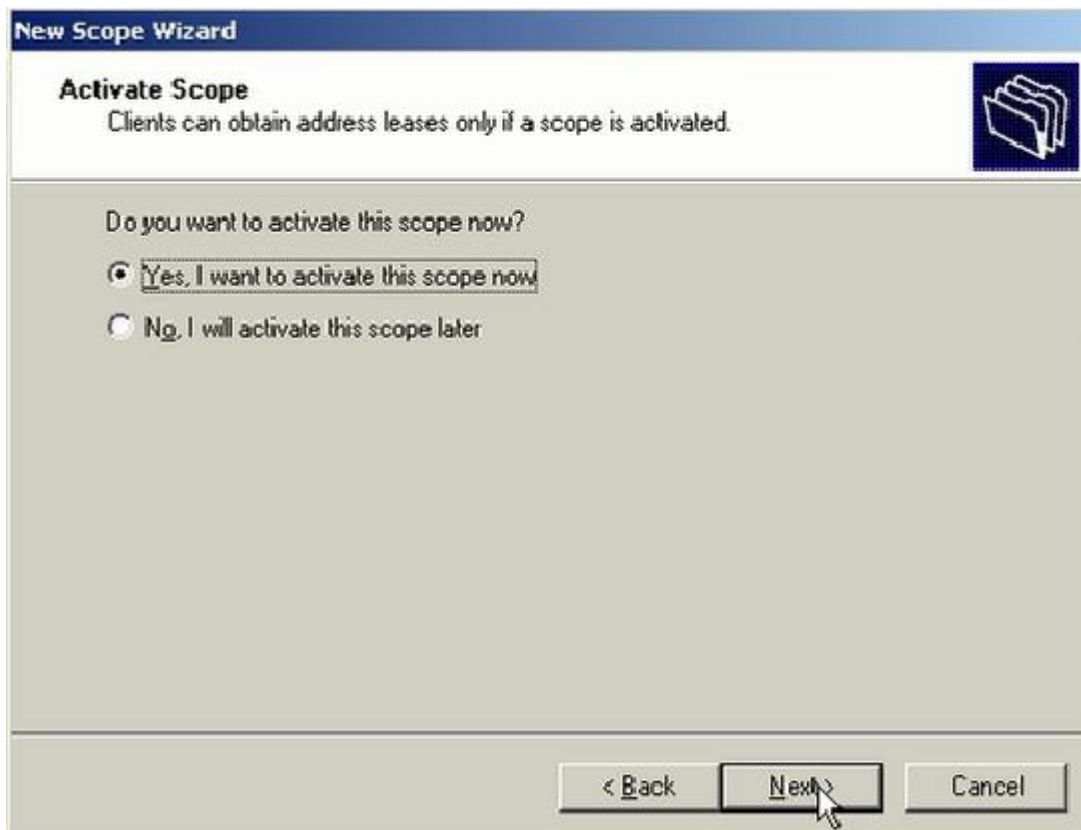 New Scope Wizard
Activate Scope
Clients can obtain address leases only if a scope is activated.
Do you want to activate this scope now?
Yes, I want to activate this scope now
No, I will activate this scope later
< Back
Next >
Cancel